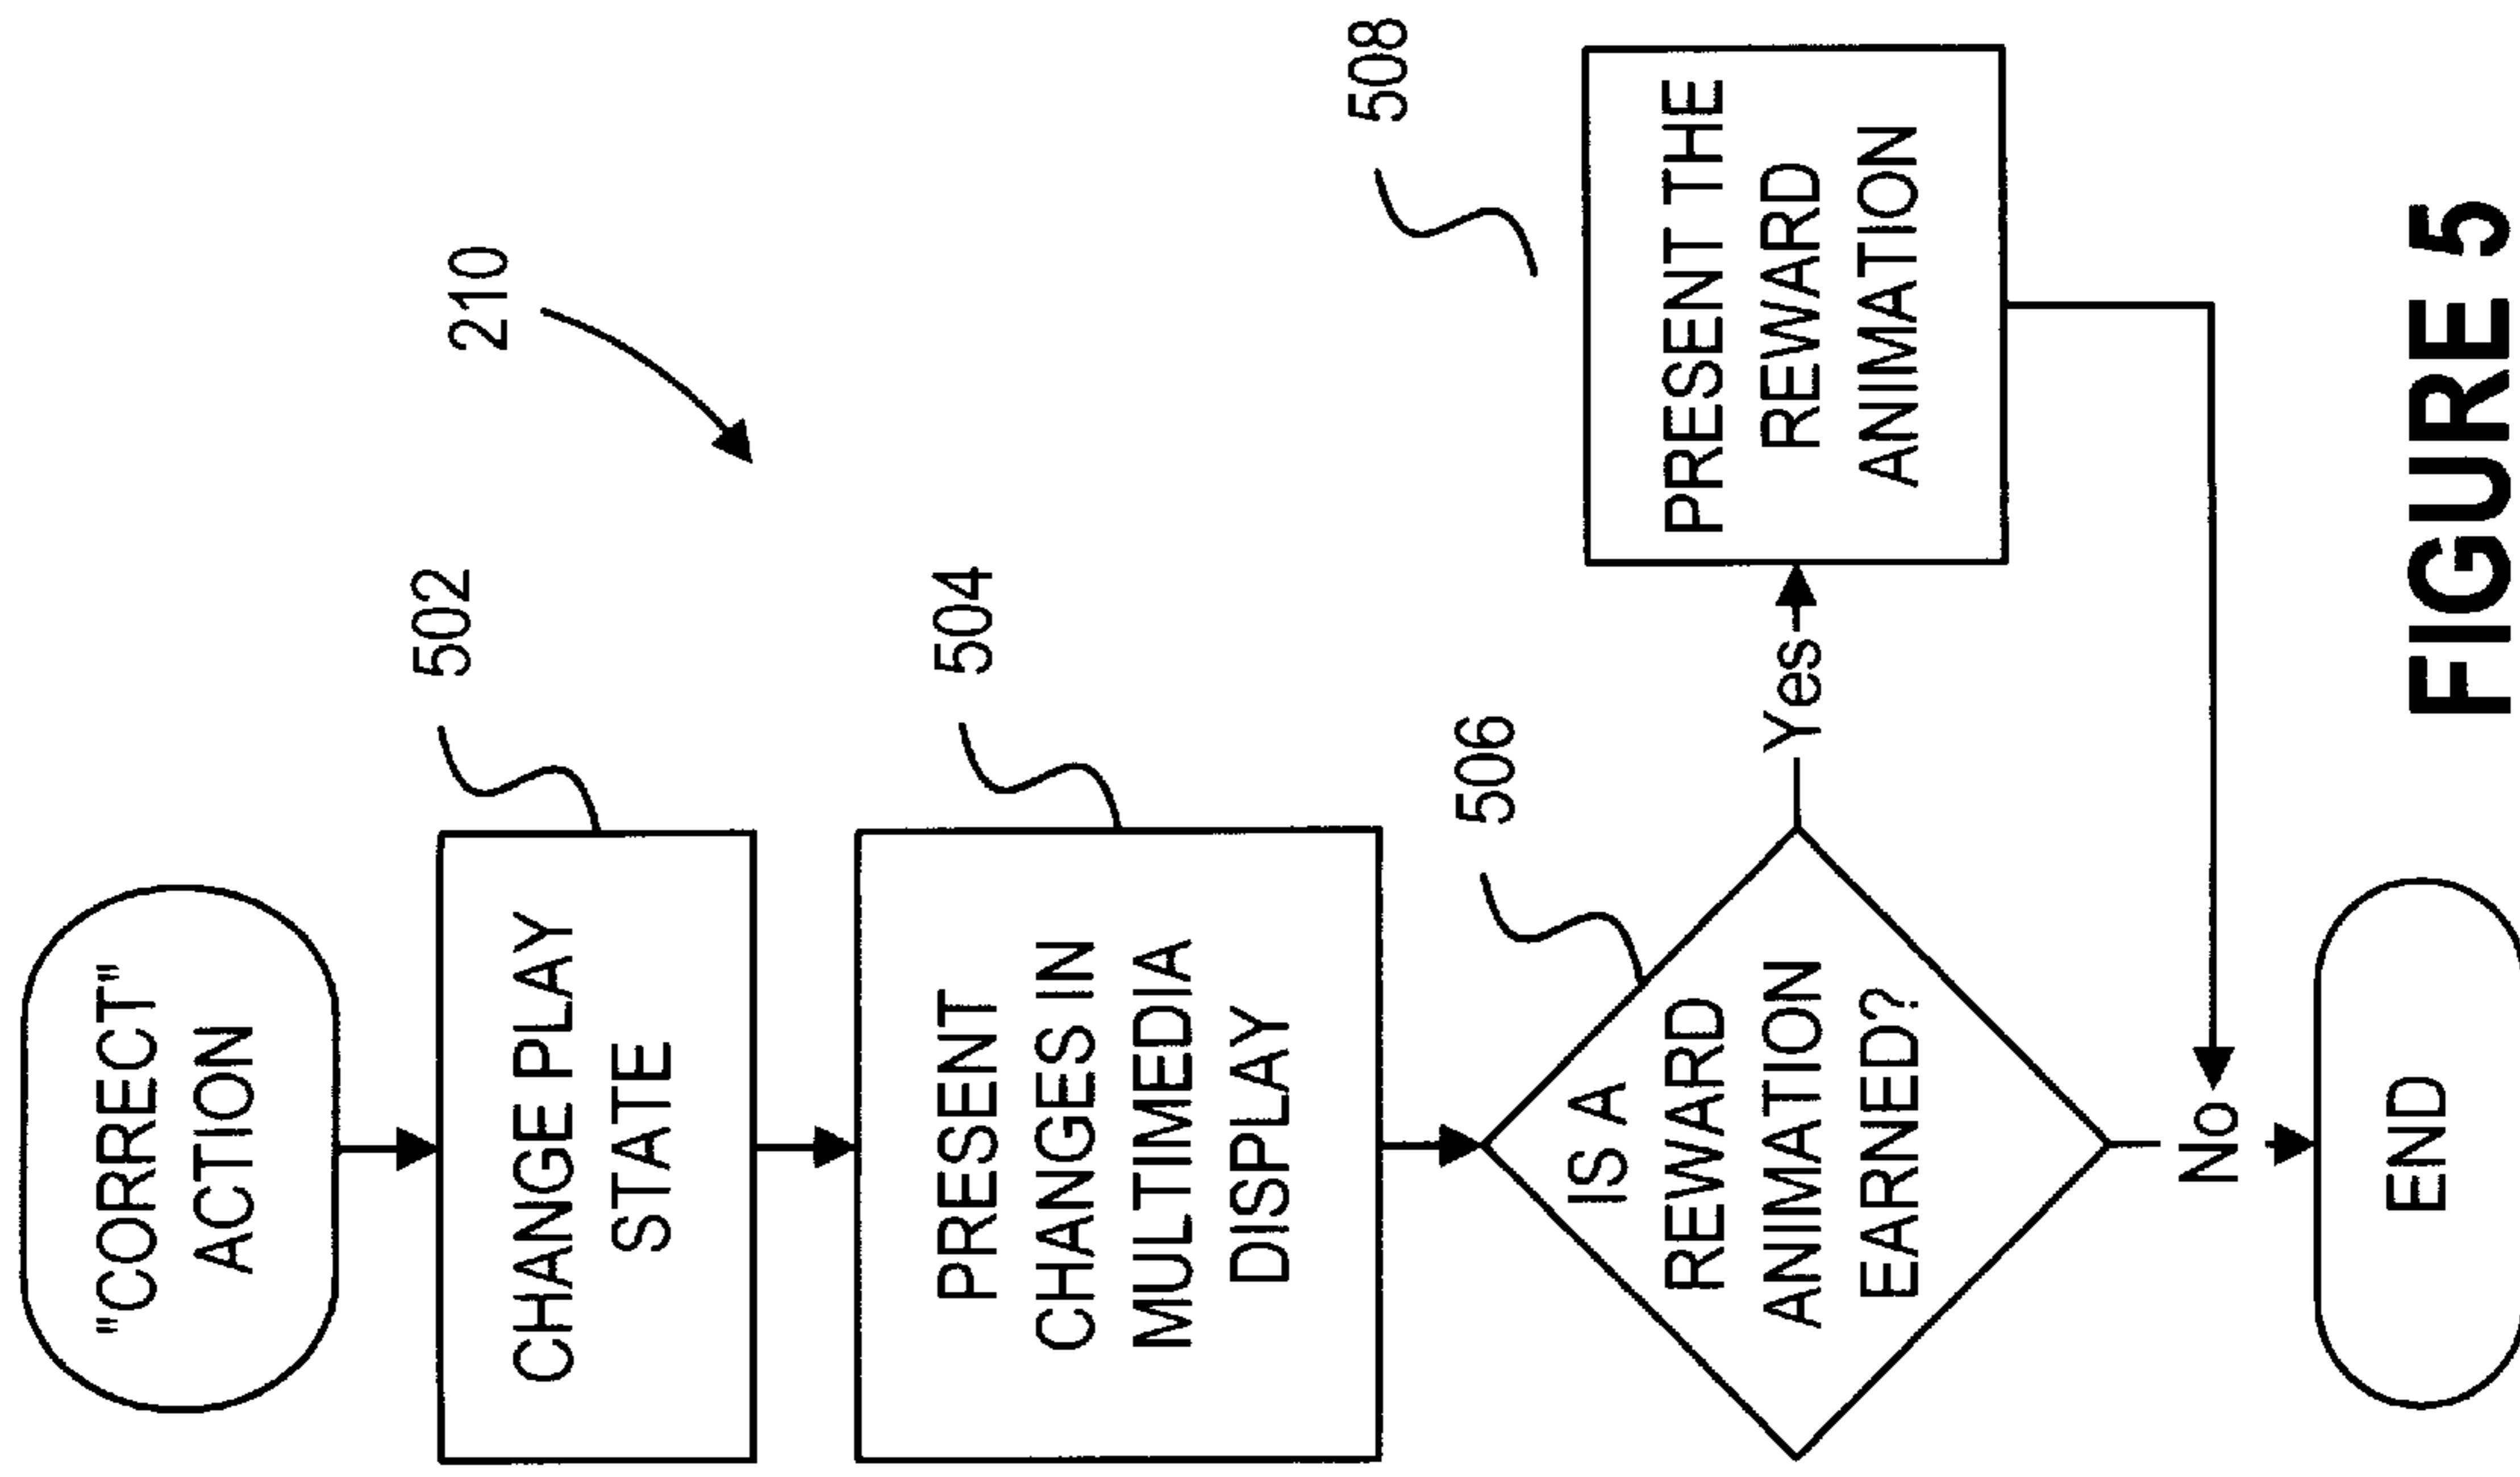 "CORRECT"
ACTION
210
502
CHANGE PLAY
STATE
504
PRESENT
CHANGES IN
MULTIMEDIA
DISPLAY
506
IS A
REWARD
ANIMATION
EARNED?
Yes
508
PRESENT THE
REWARD
ANIMATION
No
END
FIGURE 5